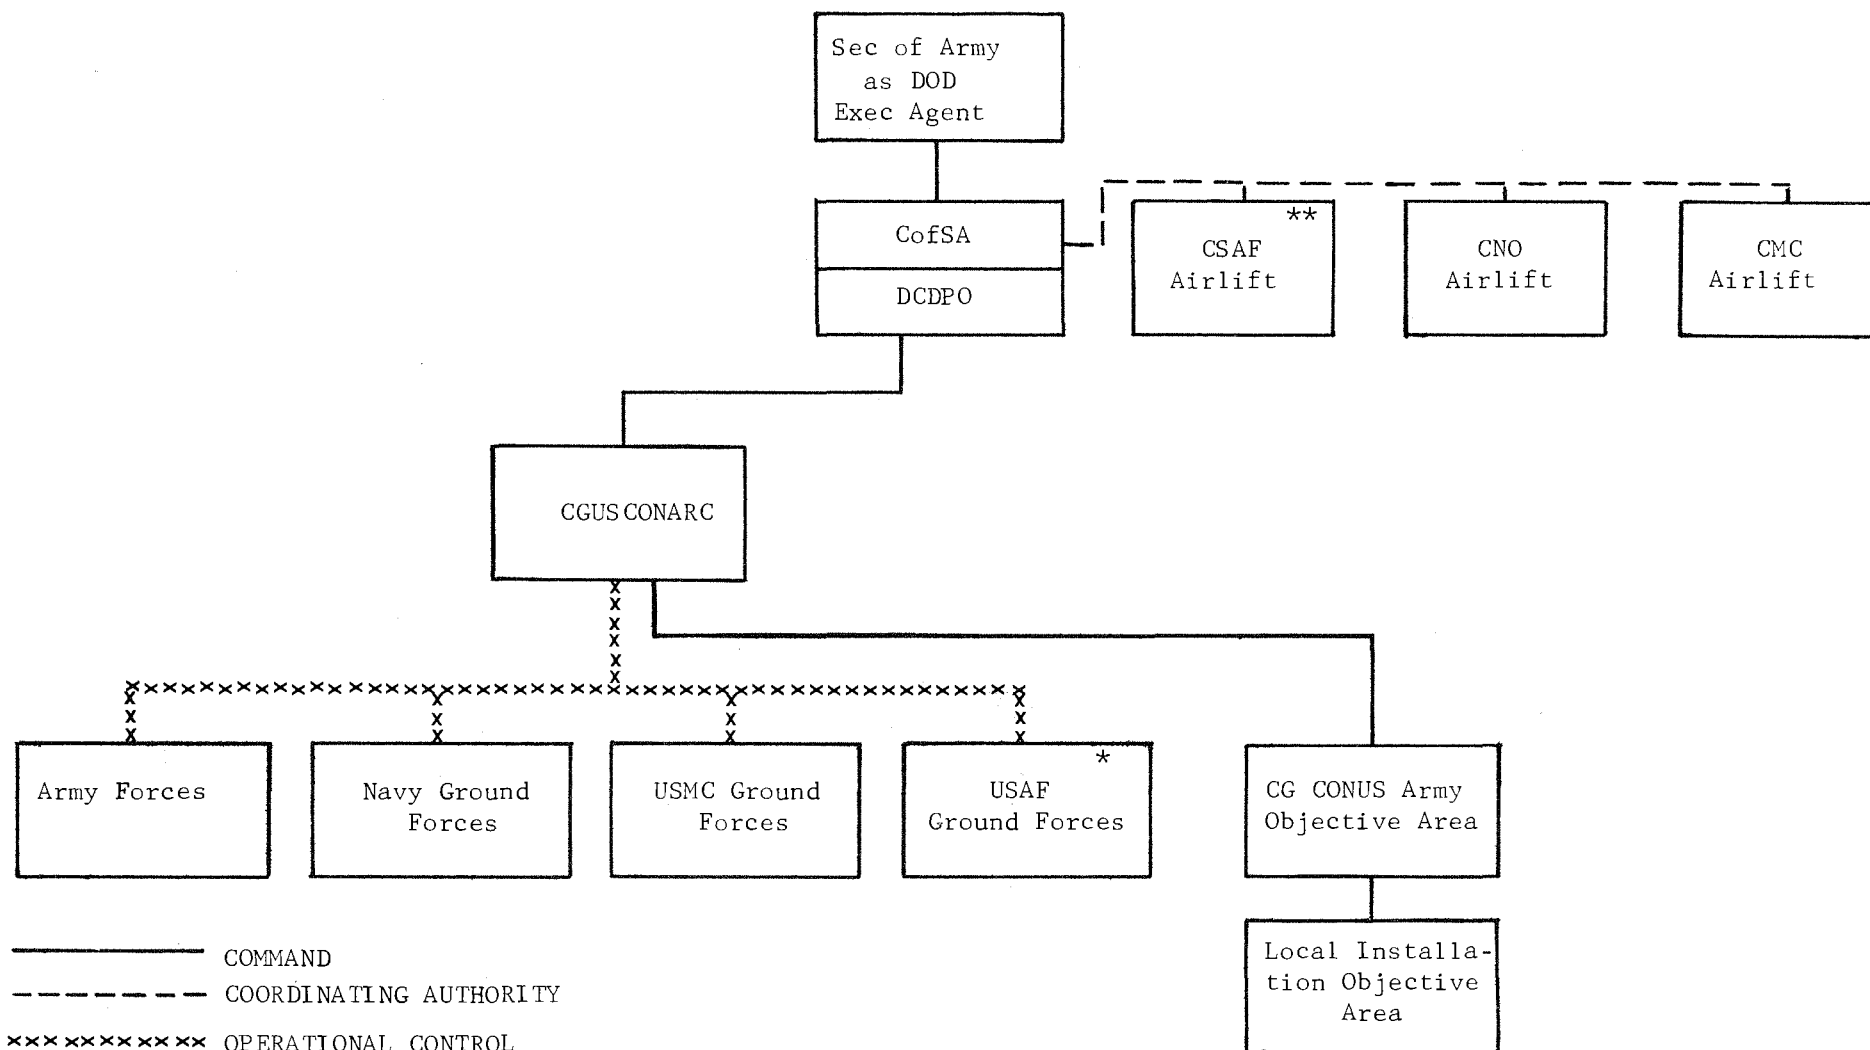 Sec of Army
as DOD
Exec Agent
CofSA
DCDPO
**
CSAF
Airlift
CNO
Airlift
CMC
Airlift
CGUSCONARC
Army Forces
Navy Ground
Forces
USMC Ground
Forces
*
USAF
Ground Forces
CG CONUS Army
Objective Area
Local Installa-
tion Objective
Area
COMMAND
COORDINATING AUTHORITY
OPERATIONAL CONTROL